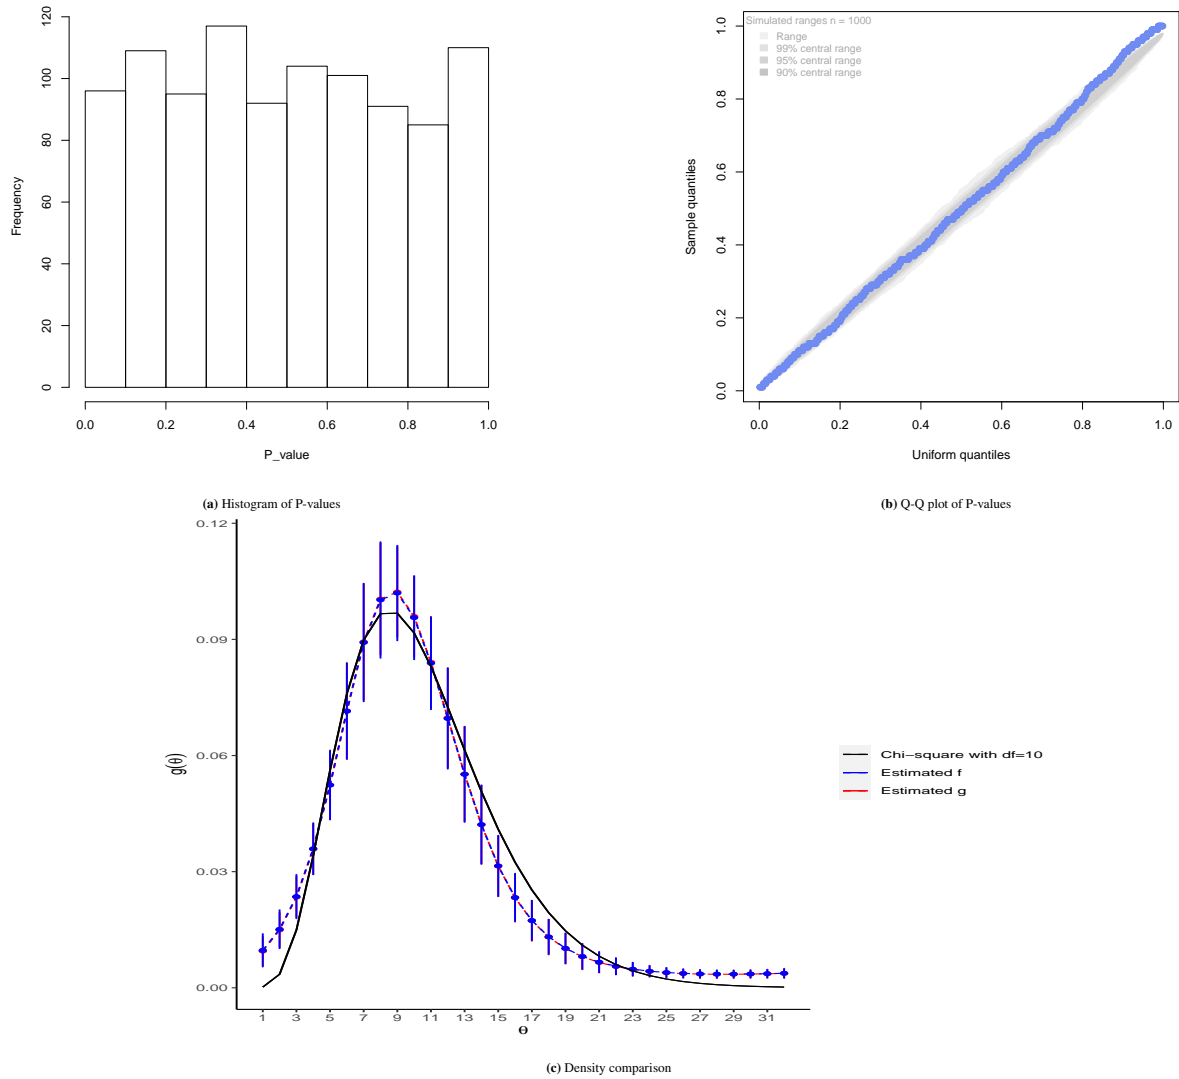 Frequency
0
20
40
60
80
100
120
0.0 0.2 0.4 0.6 0.8 1.0
P_value
(a) Histogram of P-values
Simulated ranges n = 1000
Range
99% central range
95% central range
90% central range
Sample quantiles
0.0
0.2
0.4
0.6
0.8
1.0
0.0 0.2 0.4 0.6 0.8 1.0
Uniform quantiles
(b) Q-Q plot of P-values
0.12
0.09
0.06
0.03
0.00
g(θ)
1 3 5 7 9 11 13 15 17 19 21 23 25 27 29 31
Θ
Chi-square with df=10
Estimated f
Estimated g
(c) Density comparison